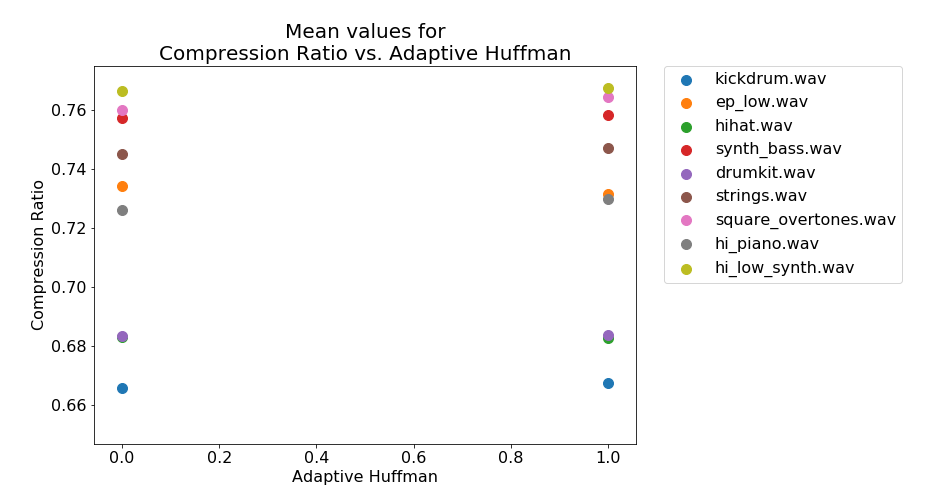 Mean values for
Compression Ratio vs. Adaptive Huffman
Compression Ratio
0.76
0.74
0.72
0.70
0.68
0.66
0.0 0.2 0.4 0.6 0.8 1.0
Adaptive Huffman
kickdrum.wav
ep_low.wav
hihat.wav
synth_bass.wav
drumkit.wav
strings.wav
square_overtones.wav
hi_piano.wav
hi_low_synth.wav